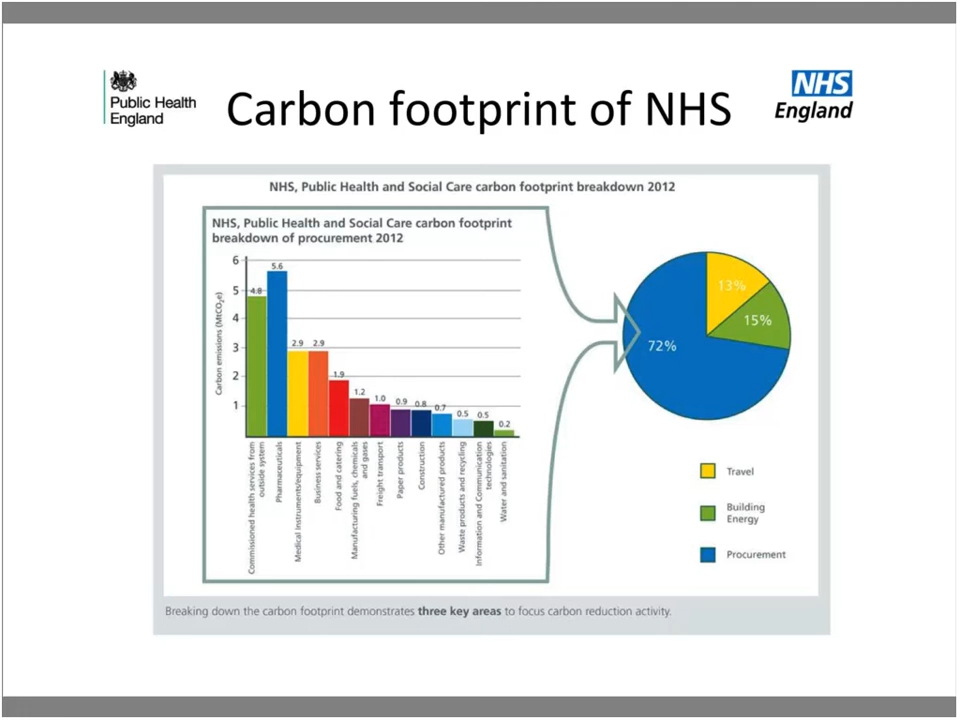 Public Health
England
Carbon footprint of NHS
NHS
England
NHS, Public Health and Social Care carbon footprint breakdown 2012
NHS, Public Health and Social Care carbon footprint
breakdown of procurement 2012
Carbon emissions (MtCO₂e)
6
5
4
3
2
1
4.8
5.6
2.9
2.9
1.9
1.2
1.0
0.9
0.8
0.7
0.5
0.5
0.2
Commissioned health services from
outside system
Pharmaceuticals
Medical Instruments/equipment
Business services
Food and catering
Manufacturing fuels, chemicals
and gases
Freight transport
Paper products
Construction
Other manufactured products
Waste products and recycling
Information and Communication
technologies
Water and sanitation
13%
15%
72%
Travel
Building
Energy
Procurement
Breaking down the carbon footprint demonstrates three key areas to focus carbon reduction activity.